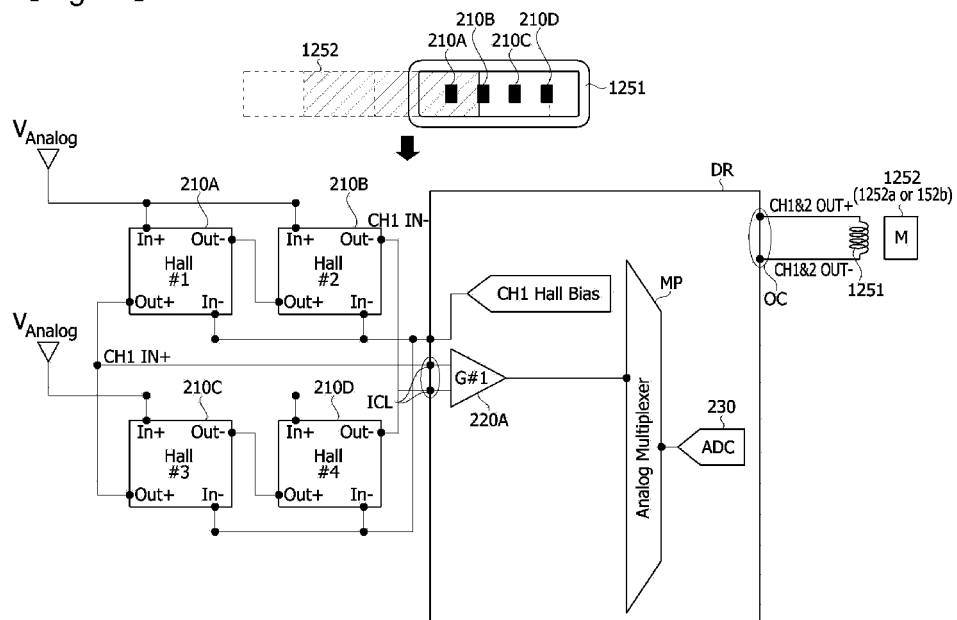 210B 210D
1252 210A 210C
1251
VAnalog
210A 210B DR 1252
CH1 IN- CH1&2 OUT+ (1252a or 152b)
In+ Out- In+ Out- M
Hall #1 Hall #2 MP
Out+ In- Out+ In- CH1 Hall Bias CH1&2 OUT- 1251
OC
VAnalog
CH1 IN+
210C 210D ICL G#1
220A 230
In+ Out- In+ Out- Analog Multiplexer ADC
Hall #3 Hall #4
Out+ In- Out+ In-